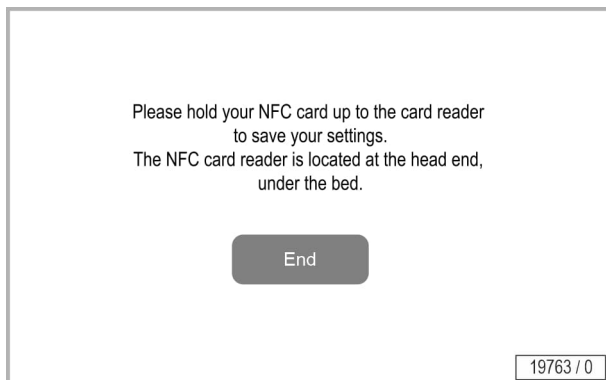 Please hold your NFC card up to the card reader
to save your settings.
The NFC card reader is located at the head end,
under the bed.
End
19763 / 0